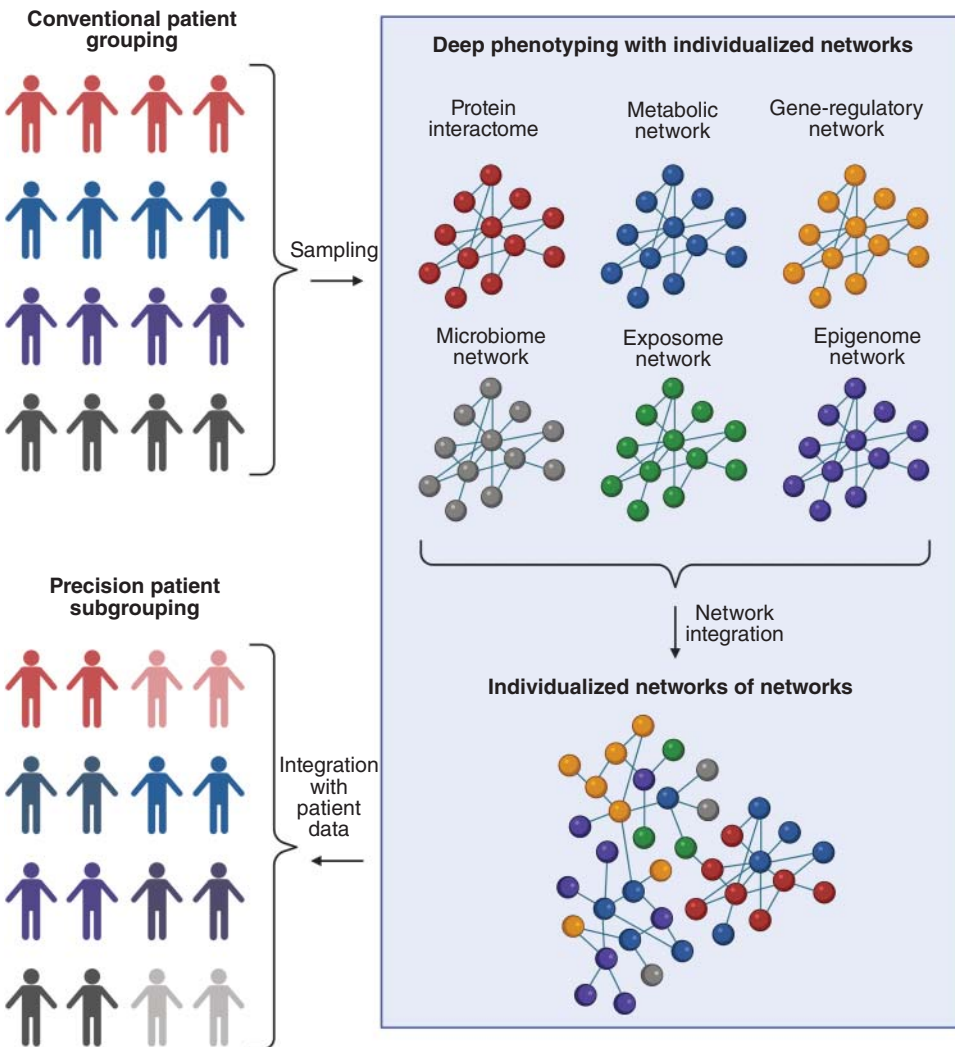 Conventional patient
grouping
Sampling
Deep phenotyping with individualized networks
Protein
interactome
Metabolic
network
Gene-regulatory
network
Microbiome
network
Exposome
network
Epigenome
network
Network
integration
Individualized networks of networks
Integration
with
patient
data
Precision patient
subgrouping